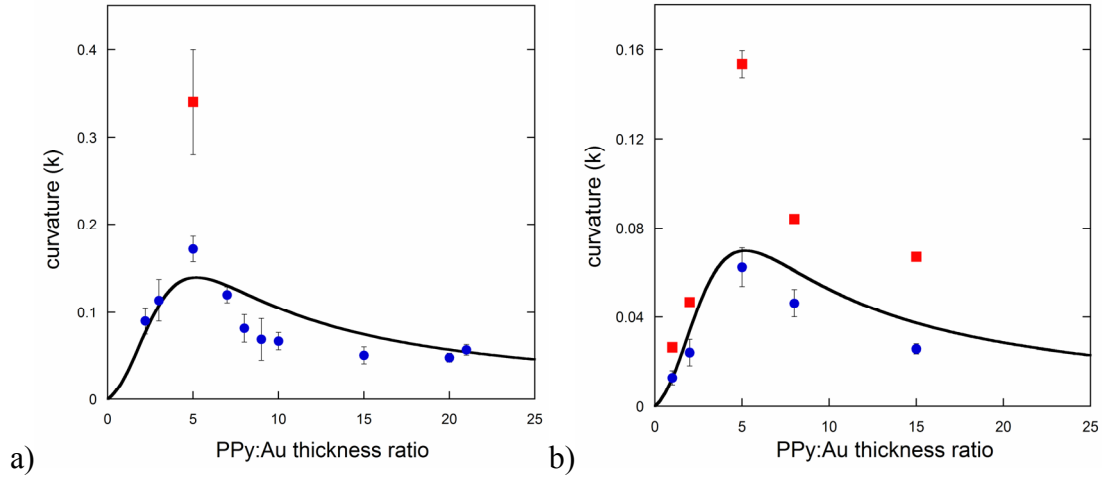 0.4
0.3
0.2
0.1
0
curvature (k)
0 5 10 15 20 25
PPy:Au thickness ratio
a)
0.16
0.12
0.08
0.04
0
curvature (k)
0 5 10 15 20 25
PPy:Au thickness ratio
b)